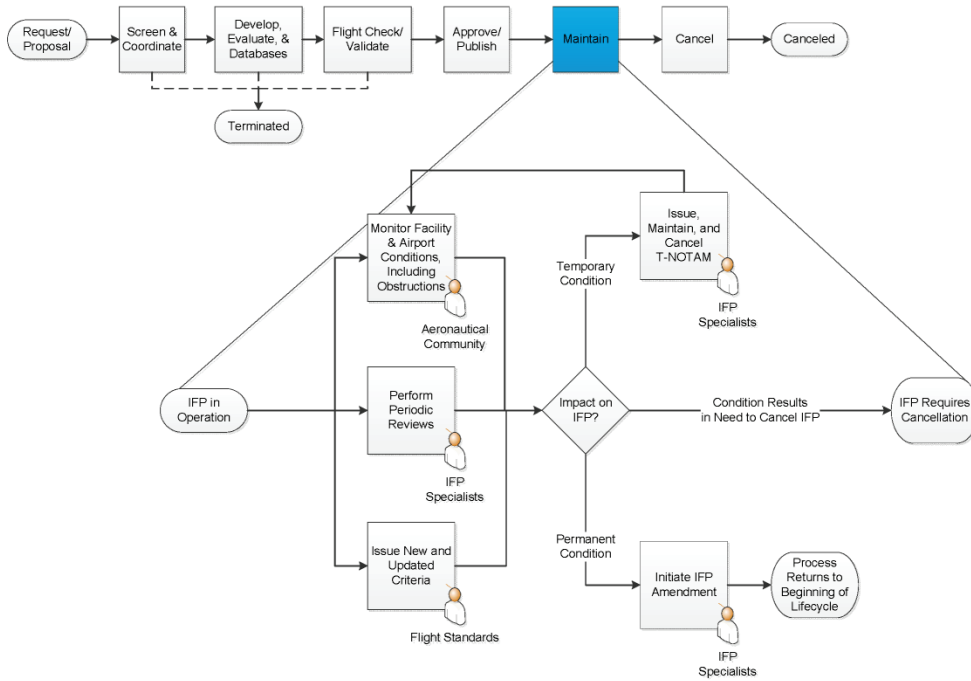 Request/
Proposal
Screen &
Coordinate
Develop,
Evaluate, &
Databases
Flight Check/
Validate
Approve/
Publish
Maintain
Cancel
Canceled
Terminated
Monitor Facility
& Airport
Conditions,
Including
Obstructions
Aeronautical
Community
Issue,
Maintain, and
Cancel
T-NOTAM
IFP
Specialists
Temporary
Condition
IFP in
Operation
Perform
Periodic
Reviews
IFP
Specialists
Impact on
IFP?
Condition Results
in Need to Cancel IFP
IFP Requires
Cancellation
Issue New and
Updated
Criteria
Flight Standards
Permanent
Condition
Initiate IFP
Amendment
IFP
Specialists
Process
Returns to
Beginning of
Lifecycle